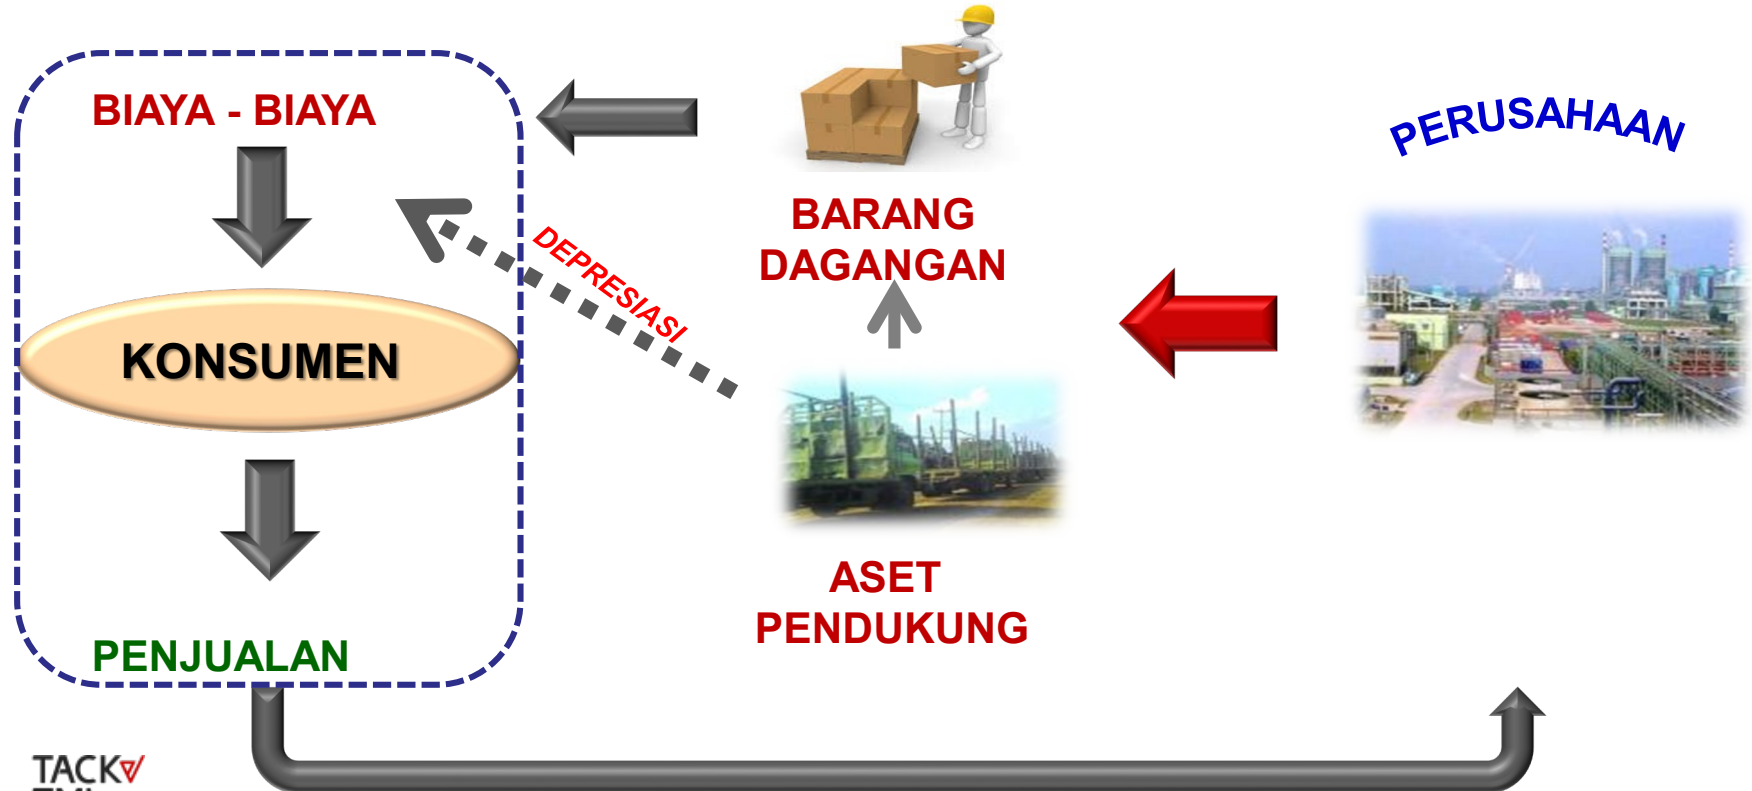 BIAYA - BIAYA
KONSUMEN
PENJUALAN
DEPRESIASI
BARANG
DAGANGAN
ASET
PENDUKUNG
PERUSAHAAN
TACK